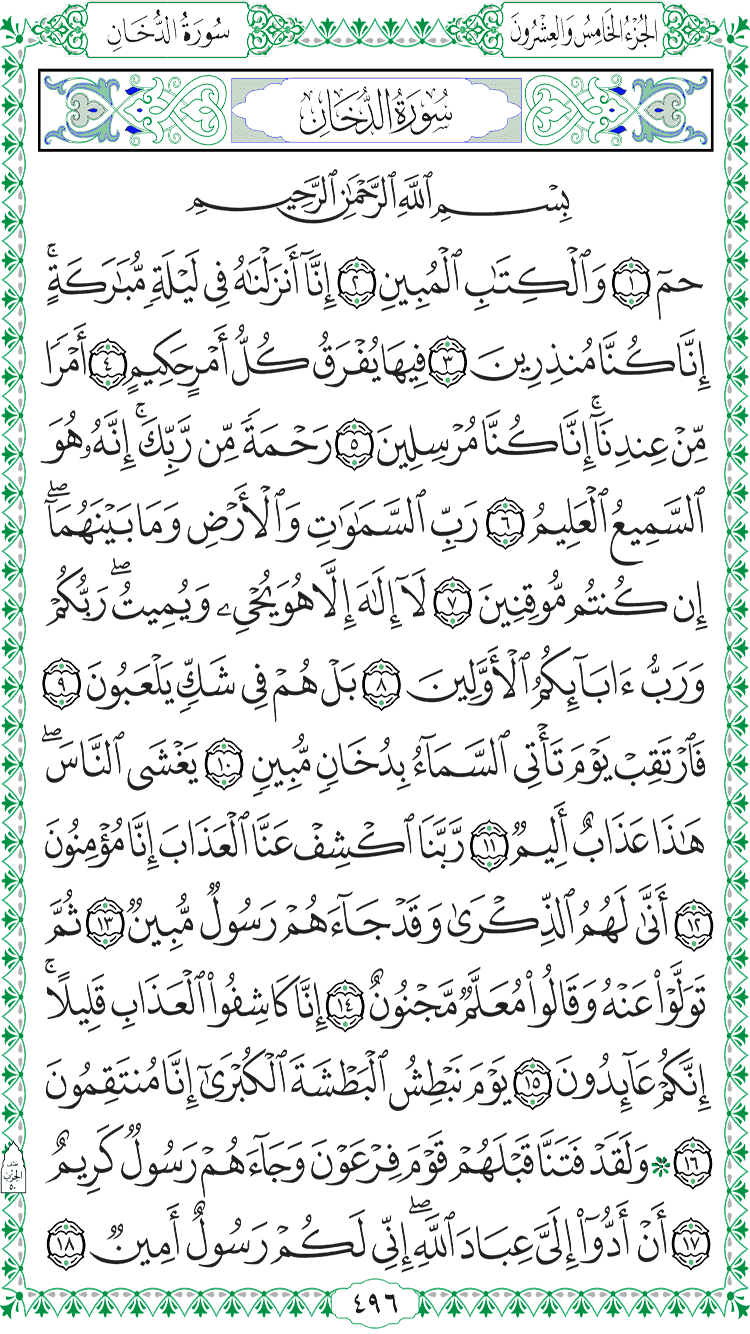 الجُزْءُ الخَامِسُ وَالعِشْرُونَ
سُورَةُ الدُّخَانِ
سُورَةُ الدُّخَانِ
بِسْمِ ٱللَّهِ ٱلرَّحْمَٰنِ ٱلرَّحِيمِ
حمٓ ١ وَٱلْكِتَٰبِ ٱلْمُبِينِ ٢ إِنَّآ أَنزَلْنَٰهُ فِى لَيْلَةٍ مُّبَٰرَكَةٍ ۚ
إِنَّا كُنَّا مُنذِرِينَ ٣ فِيهَا يُفْرَقُ كُلُّ أَمْرٍ حَكِيمٍ ٤ أَمْرًا
مِّنْ عِندِنَآ ۚ إِنَّا كُنَّا مُرْسِلِينَ ٥ رَحْمَةً مِّن رَّبِّكَ ۚ إِنَّهُۥ هُوَ
ٱلسَّمِيعُ ٱلْعَلِيمُ ٦ رَبِّ ٱلسَّمَٰوَٰتِ وَٱلْأَرْضِ وَمَا بَيْنَهُمَآ ۖ
إِن كُنتُم مُّوقِنِينَ ٧ لَآ إِلَٰهَ إِلَّا هُوَ يُحْىِۦ وَيُمِيتُ ۖ رَبُّكُمْ
وَرَبُّ ءَابَآئِكُمُ ٱلْأَوَّلِينَ ٨ بَلْ هُمْ فِى شَكٍّ يَلْعَبُونَ ٩
فَٱرْتَقِبْ يَوْمَ تَأْتِى ٱلسَّمَآءُ بِدُخَانٍ مُّبِينٍ ١٠ يَغْشَى ٱلنَّاسَ ۖ
هَٰذَا عَذَابٌ أَلِيمٌ ١١ رَّبَّنَا ٱكْشِفْ عَنَّا ٱلْعَذَابَ إِنَّا مُؤْمِنُونَ
١٢ أَنَّىٰ لَهُمُ ٱلذِّكْرَىٰ وَقَدْ جَآءَهُمْ رَسُولٌ مُّبِينٌ ١٣ ثُمَّ
تَوَلَّوْا۟ عَنْهُ وَقَالُوا۟ مُعَلَّمٌ مَّجْنُونٌ ١٤ إِنَّا كَاشِفُوا۟ ٱلْعَذَابِ قَلِيلًا ۚ
إِنَّكُمْ عَآئِدُونَ ١٥ يَوْمَ نَبْطِشُ ٱلْبَطْشَةَ ٱلْكُبْرَىٰٓ إِنَّا مُنتَقِمُونَ
١٦ ۞ وَلَقَدْ فَتَنَّا قَبْلَهُمْ قَوْمَ فِرْعَوْنَ وَجَآءَهُمْ رَسُولٌ كَرِيمٌ
١٧ أَنْ أَدُّوٓا۟ إِلَىَّ عِبَادَ ٱللَّهِ ۖ إِنِّى لَكُمْ رَسُولٌ أَمِينٌ ١٨
نصف
الحزب
٥٠
٤٩٦